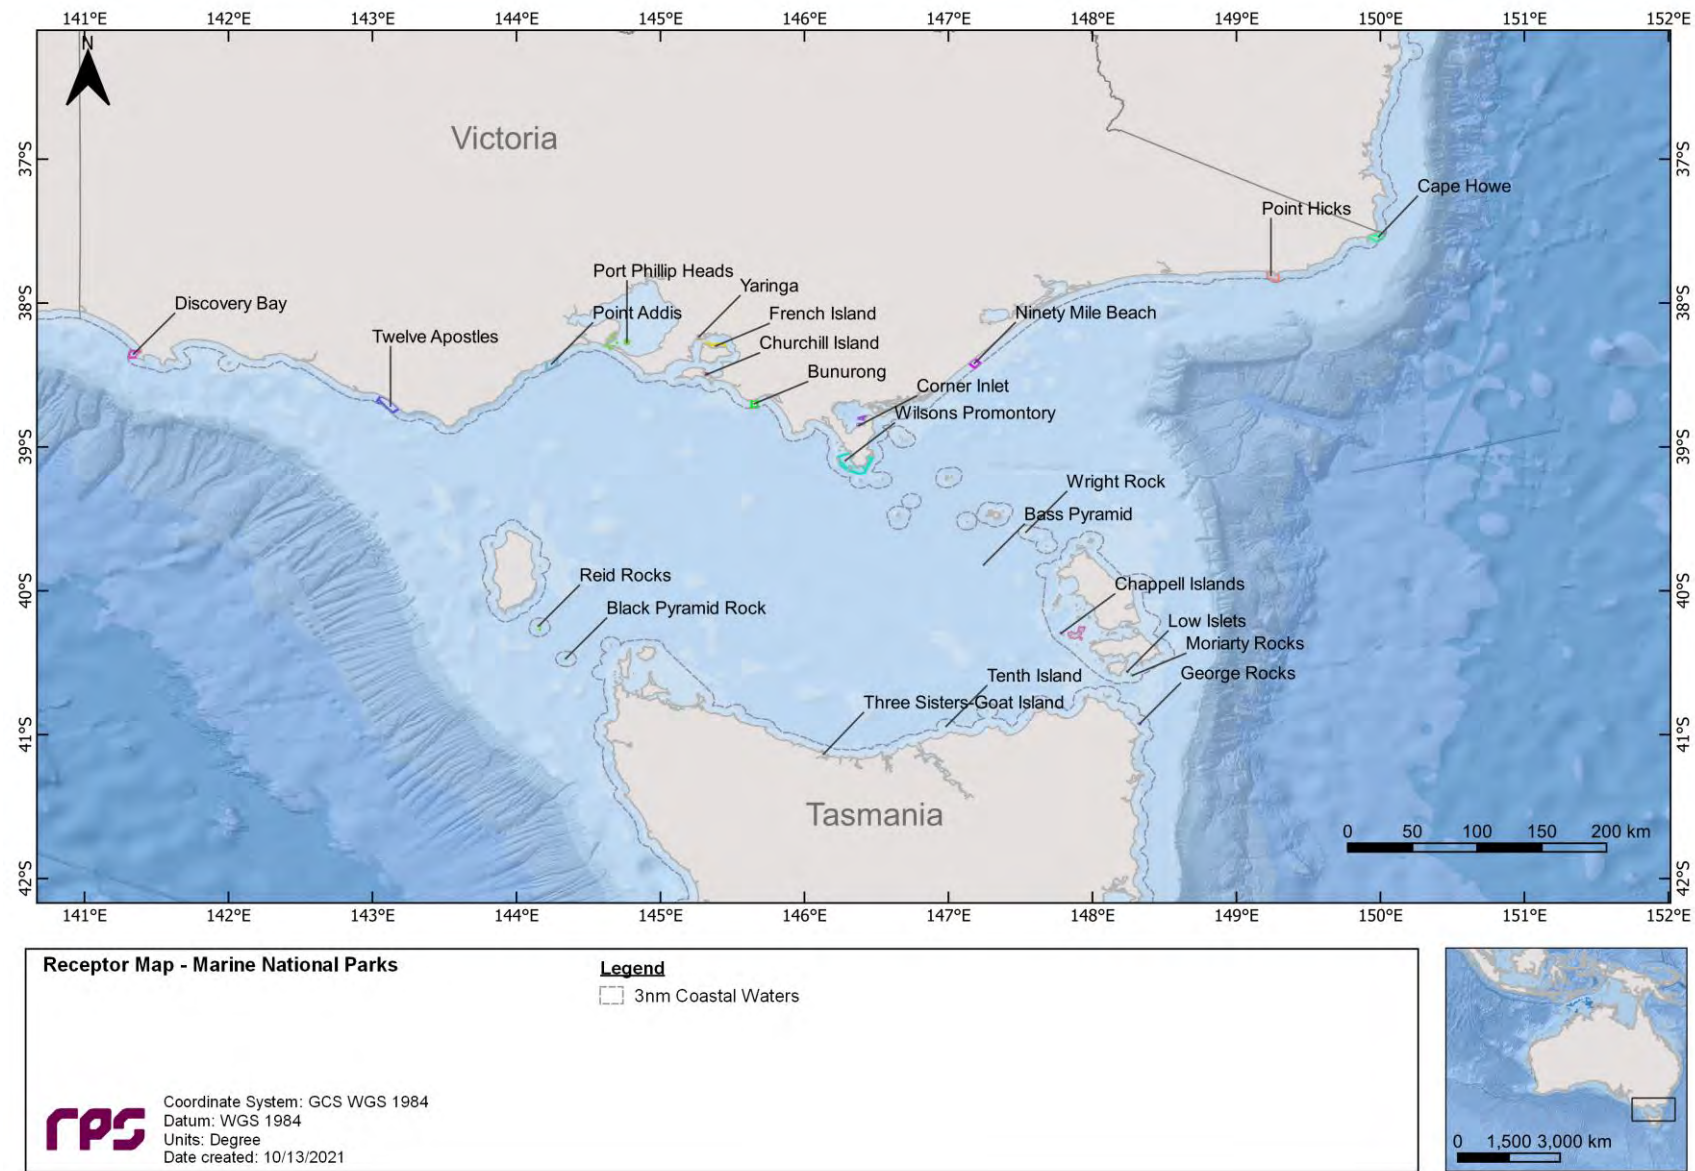 141°E 142°E 143°E 144°E 145°E 146°E 147°E 148°E 149°E 150°E 151°E 152°E
N
Victoria
37°S 37°S
Cape Howe
Point Hicks
Port Phillip Heads
Yaringa
38°S 38°S
Discovery Bay
Point Addis
French Island
Ninety Mile Beach
Twelve Apostles
Churchill Island
Bunurong
Corner Inlet
Wilsons Promontory
39°S 39°S
Wright Rock
Bass Pyramid
Reid Rocks
Chappell Islands
40°S 40°S
Black Pyramid Rock
Low Islets
Moriarty Rocks
Tenth Island
George Rocks
Three Sisters-Goat Island
41°S 41°S
Tasmania
0 50 100 150 200 km
42°S 42°S
141°E 142°E 143°E 144°E 145°E 146°E 147°E 148°E 149°E 150°E 151°E 152°E
Receptor Map - Marine National Parks
Legend
3nm Coastal Waters
rps
Coordinate System: GCS WGS 1984
Datum: WGS 1984
Units: Degree
Date created: 10/13/2021
0 1,500 3,000 km